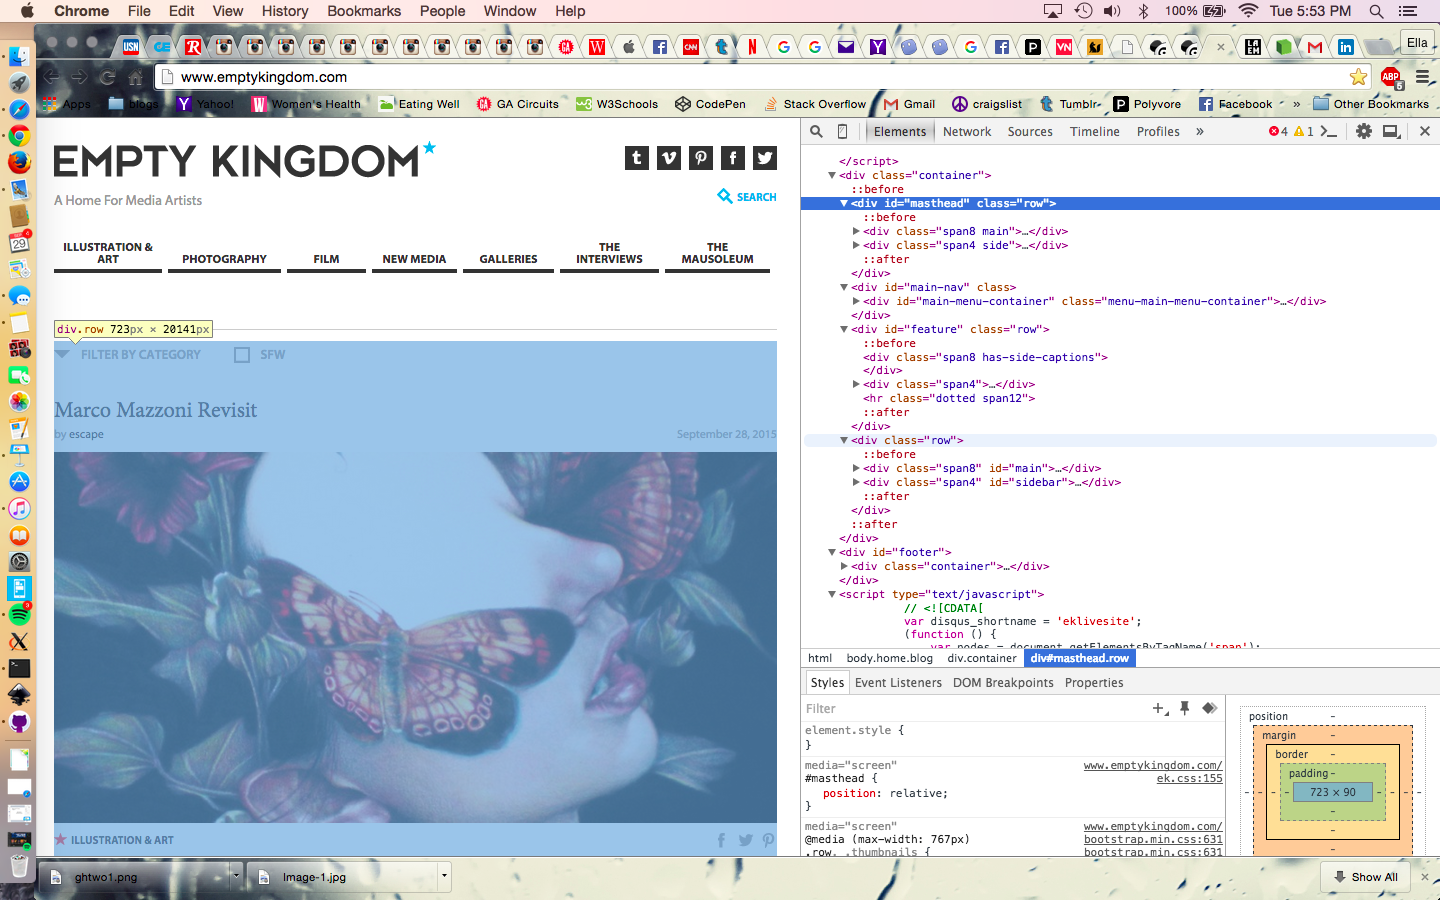 Chrome File Edit View History Bookmarks People Window Help
100% Tue 5:53 PM
Ella
www.emptykingdom.com
ABP
6
Apps blogs Yahoo! Women's Health Eating Well GA Circuits W3Schools CodePen Stack Overflow Gmail craigslist Tumblr Polyvore Facebook » Other Bookmarks
EMPTY KINGDOM
A Home For Media Artists
SEARCH
ILLUSTRATION & ART
PHOTOGRAPHY
FILM
NEW MEDIA
GALLERIES
THE INTERVIEWS
THE MAUSOLEUM
div.row 723px × 20141px
FILTER BY CATEGORY SFW
Marco Mazzoni Revisit
by escape September 28, 2015
ILLUSTRATION & ART
Elements Network Sources Timeline Profiles » 4 1
</script>
<div class="container">
::before
<div id="masthead" class="row">
::before
<div class="span8 main">…</div>
<div class="span4 side">…</div>
::after
</div>
<div id="main-nav" class>
<div id="main-menu-container" class="menu-main-menu-container">…</div>
</div>
<div id="feature" class="row">
::before
<div class="span8 has-side-captions">
</div>
<div class="span4">…</div>
<hr class="dotted span12">
::after
</div>
<div class="row">
::before
<div class="span8" id="main">…</div>
<div class="span4" id="sidebar">…</div>
::after
</div>
::after
</div>
<div id="footer">
<div class="container">…</div>
</div>
<script type="text/javascript">
// <![CDATA[
var disqus_shortname = 'eklivesite';
(function () {
var nodes = document.getElementsByTagName('span');
html body.home.blog div.container div#masthead.row
Styles Event Listeners DOM Breakpoints Properties
Filter
element.style {
}
media="screen" www.emptykingdom.com/
#masthead { ek.css:155
position: relative;
}
media="screen" www.emptykingdom.com/
@media (max-width: 767px) bootstrap.min.css:631
.row, .thumbnails { bootstrap.min.css:631
position -
margin -
border -
padding -
723 × 90
ghtwo1.png
Image-1.jpg
Show All